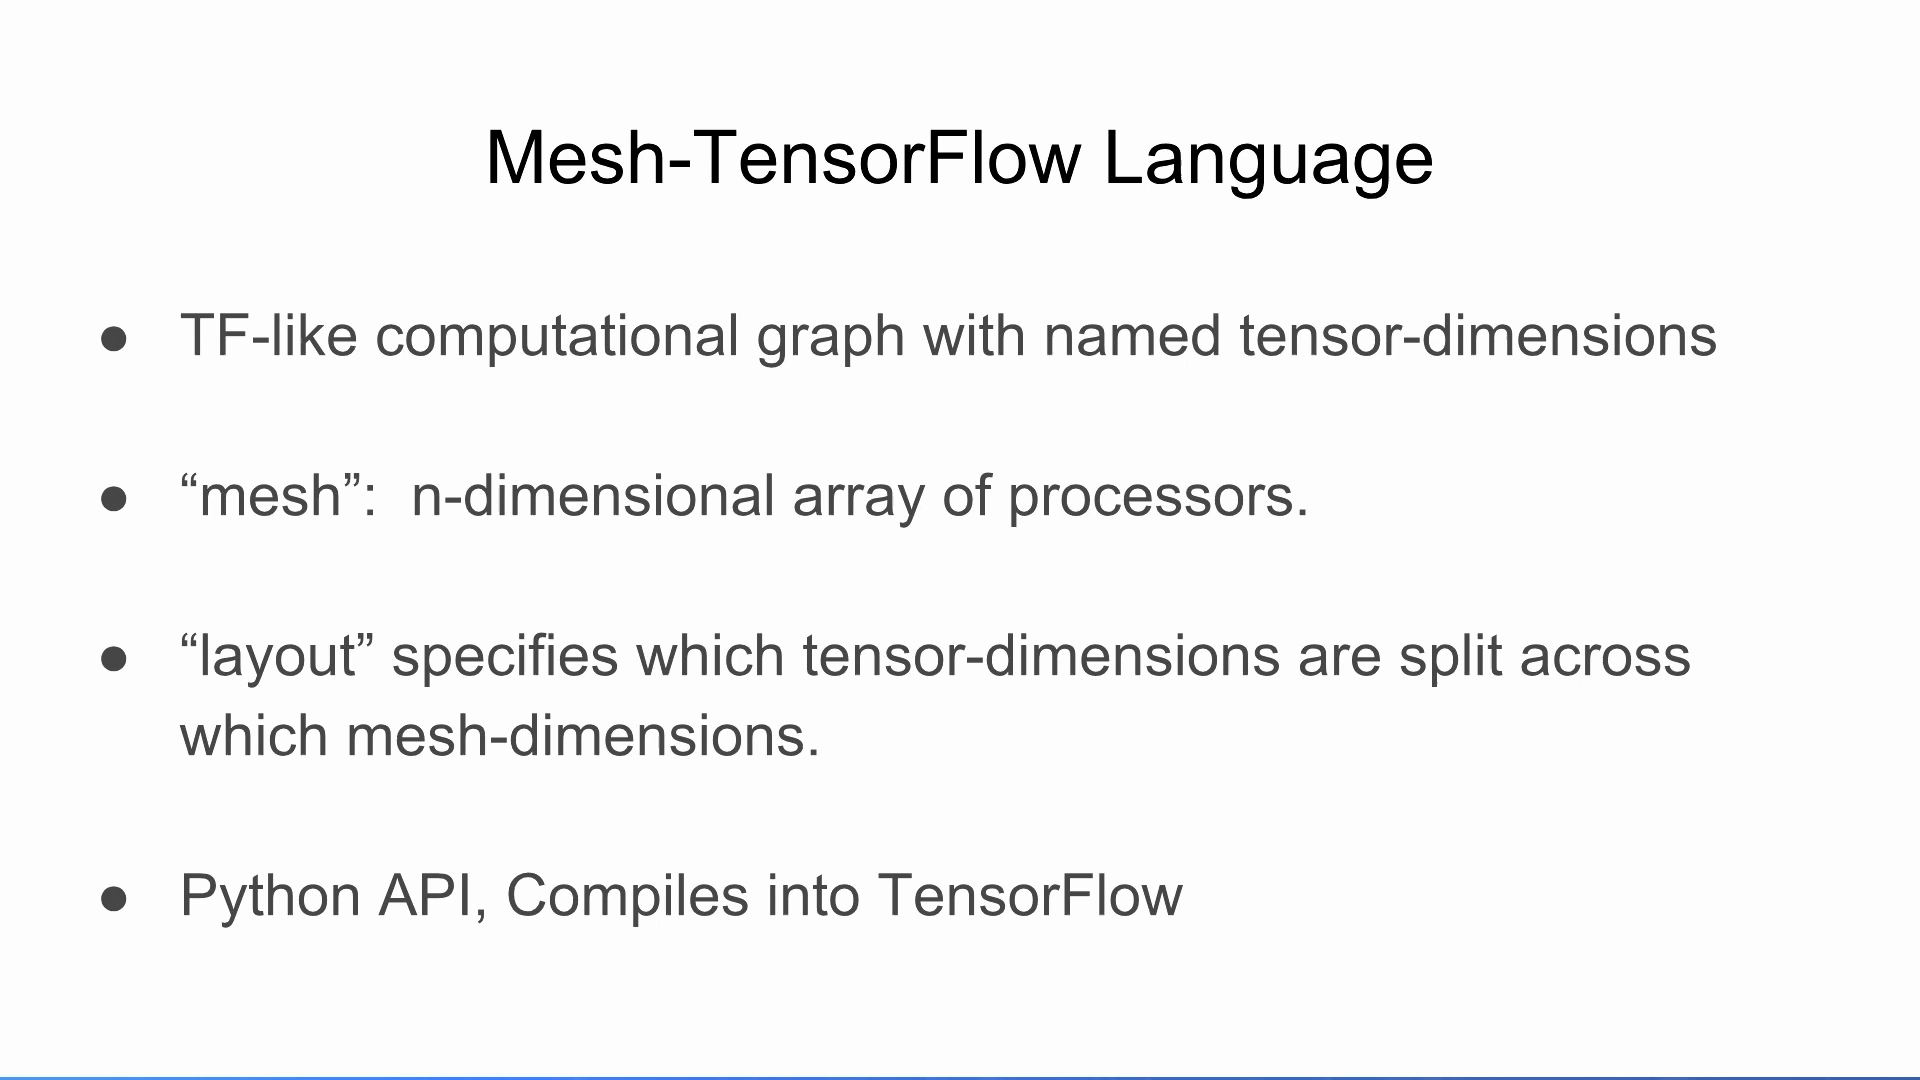 Mesh-TensorFlow Language
● TF-like computational graph with named tensor-dimensions
● “mesh”:  n-dimensional array of processors.
● “layout” specifies which tensor-dimensions are split across
which mesh-dimensions.
● Python API, Compiles into TensorFlow